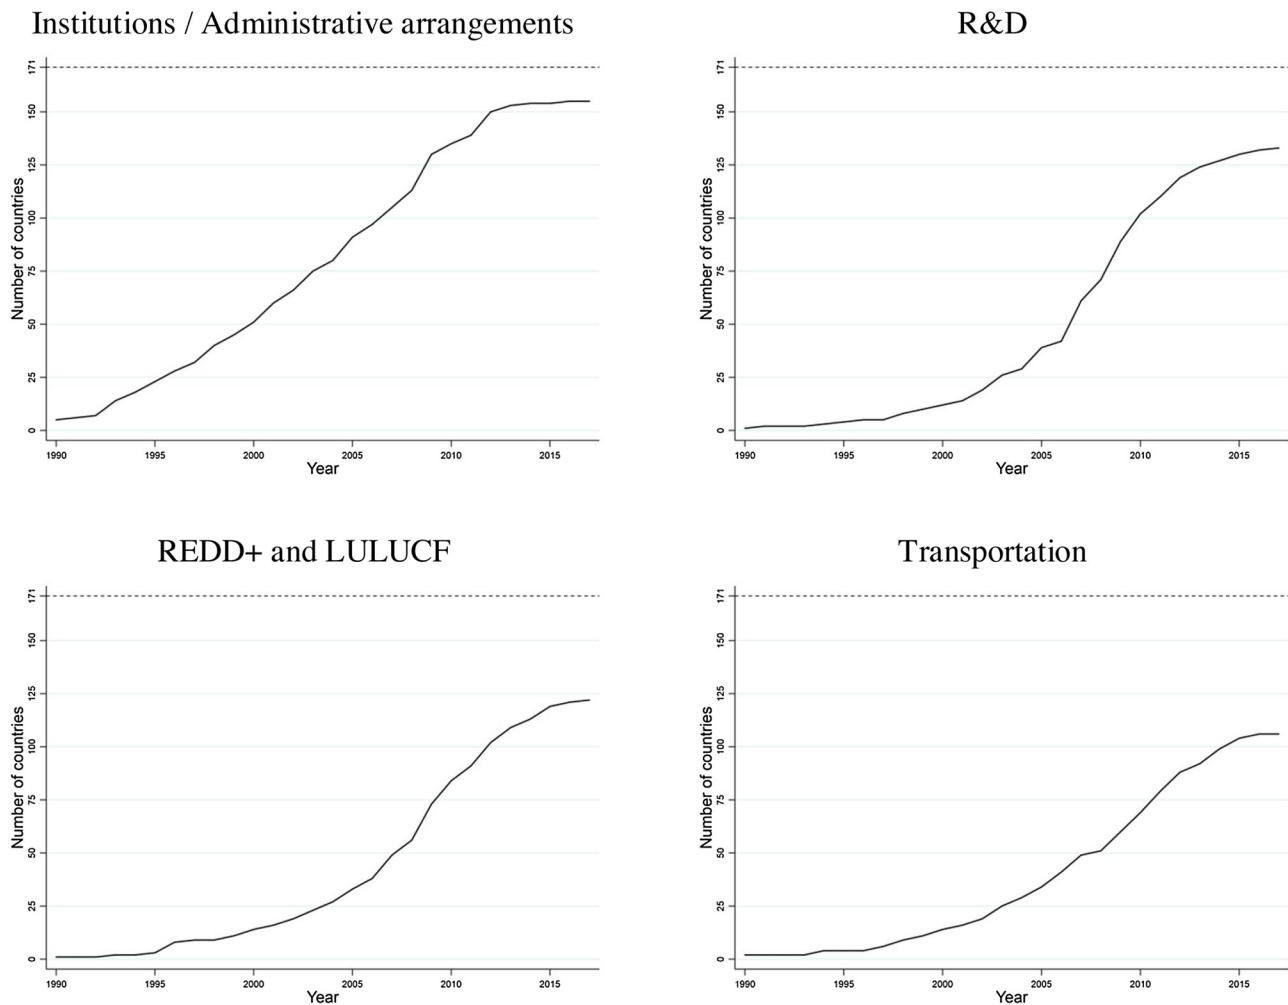 Institutions / Administrative arrangements
Number of countries
171
150
125
100
75
50
25
0
1990 1995 2000 2005 2010 2015
Year
R&D
Number of countries
171
150
125
100
75
50
25
0
1990 1995 2000 2005 2010 2015
Year
REDD+ and LULUCF
Number of countries
171
150
125
100
75
50
25
0
1990 1995 2000 2005 2010 2015
Year
Transportation
Number of countries
171
150
125
100
75
50
25
0
1990 1995 2000 2005 2010 2015
Year